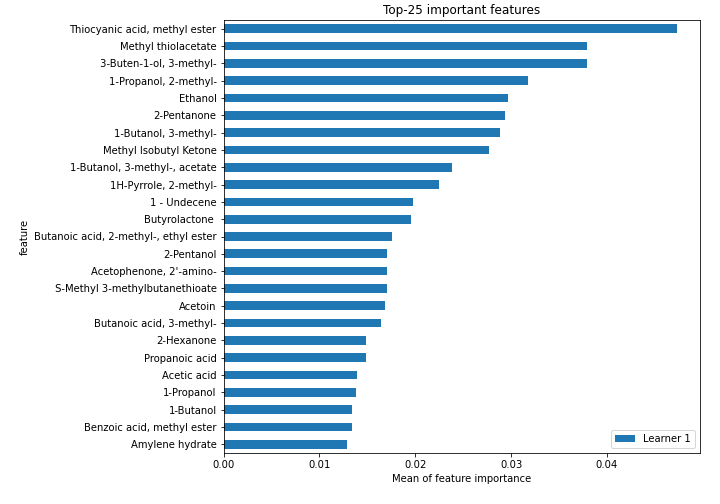 Top-25 important features
Thiocyanic acid, methyl ester
Methyl thiolacetate
3-Buten-1-ol, 3-methyl-
1-Propanol, 2-methyl-
Ethanol
2-Pentanone
1-Butanol, 3-methyl-
Methyl Isobutyl Ketone
1-Butanol, 3-methyl-, acetate
1H-Pyrrole, 2-methyl-
1 - Undecene
Butyrolactone
Butanoic acid, 2-methyl-, ethyl ester
2-Pentanol
Acetophenone, 2'-amino-
S-Methyl 3-methylbutanethioate
Acetoin
Butanoic acid, 3-methyl-
2-Hexanone
Propanoic acid
Acetic acid
1-Propanol
1-Butanol
Benzoic acid, methyl ester
Amylene hydrate
feature
Learner 1
0.00 0.01 0.02 0.03 0.04
Mean of feature importance